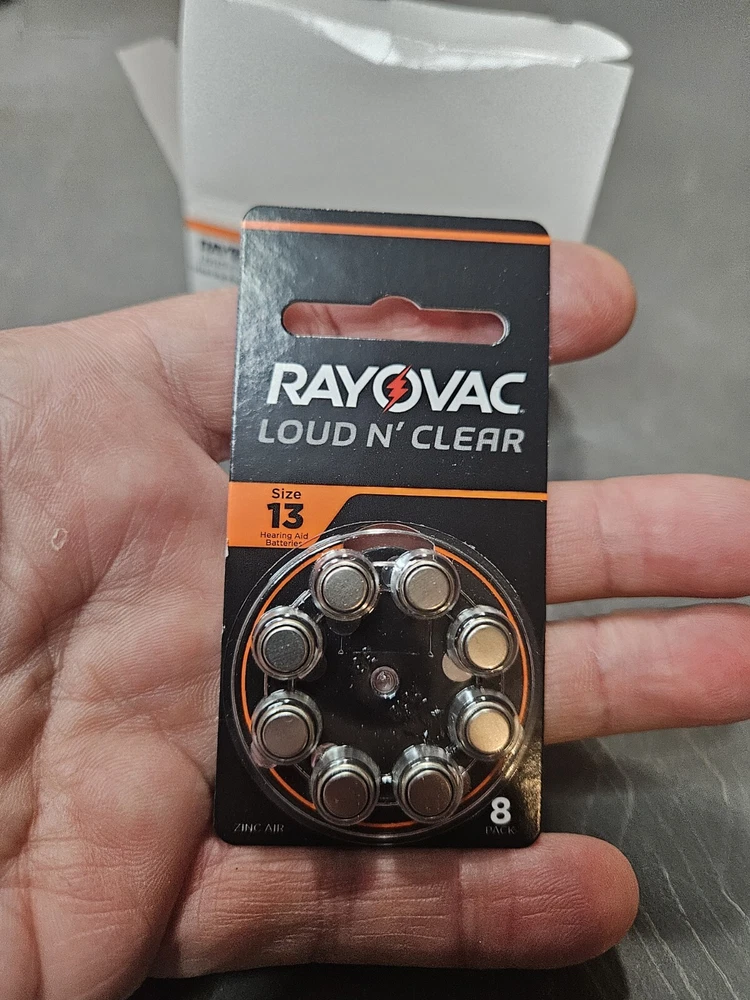 RAYOVAC
LOUD N' CLEAR
Size
13
Hearing Aid
Batteries
ZINC AIR
8
PACK